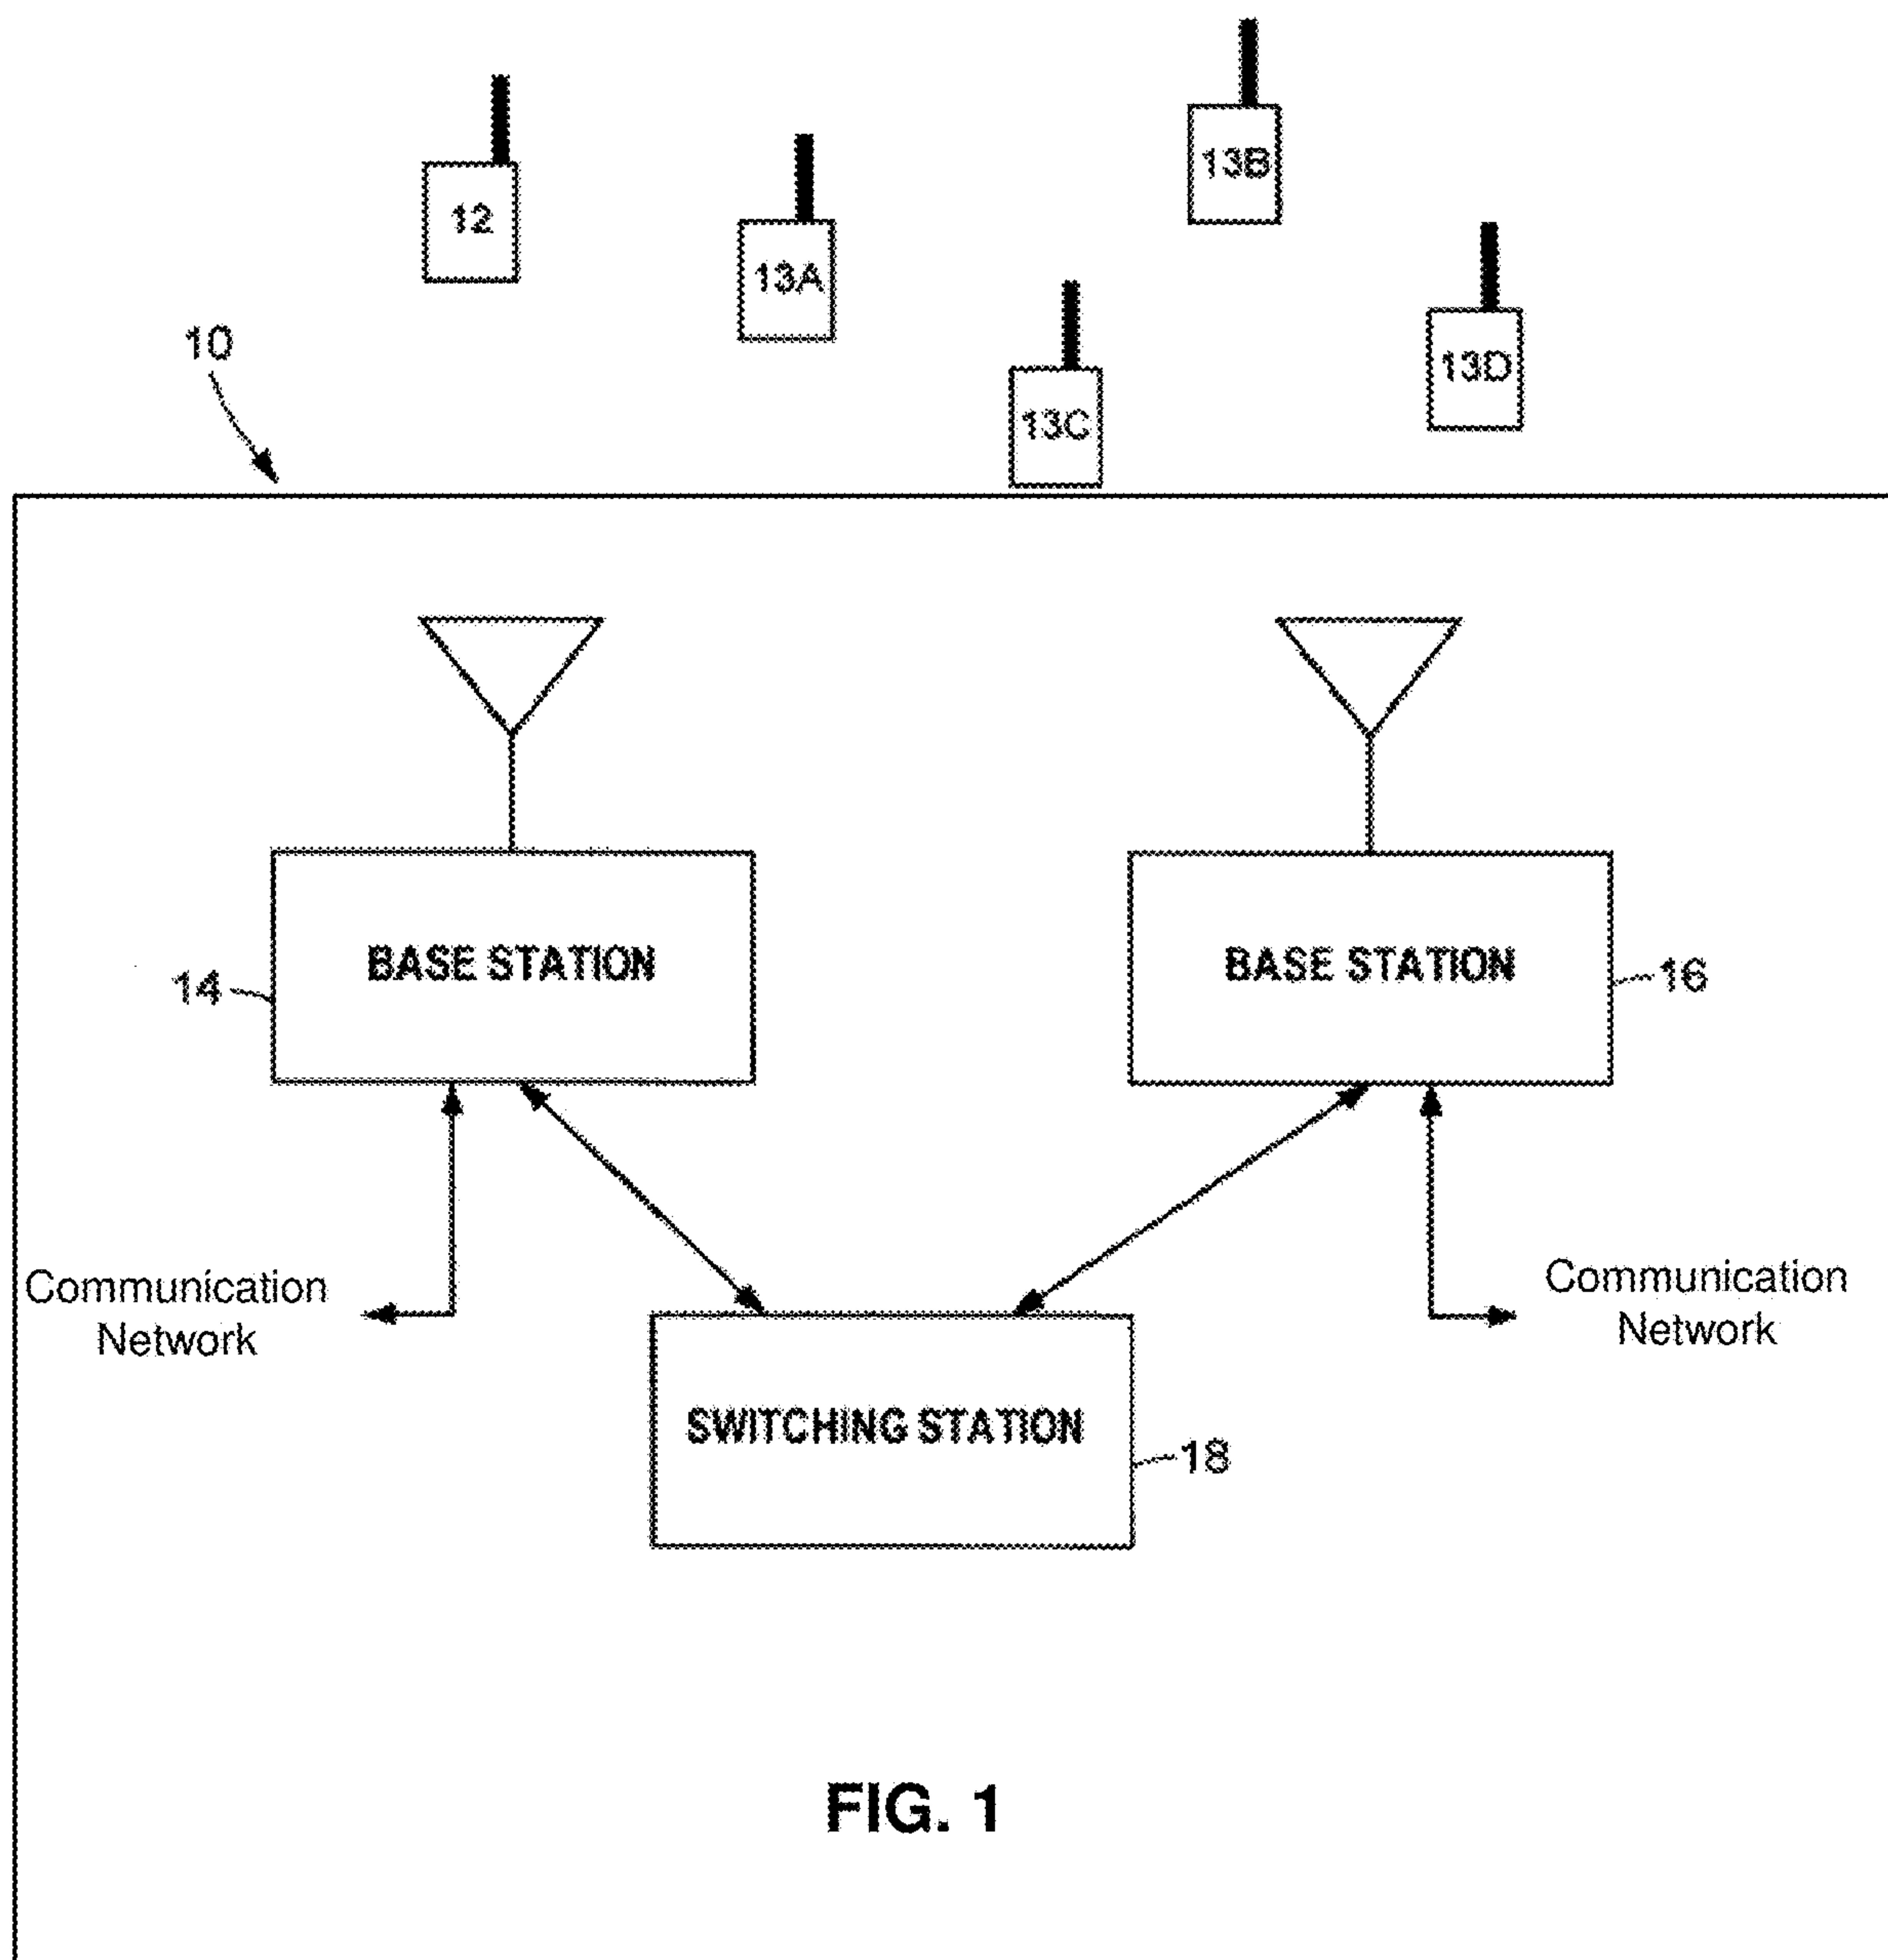 13B
12
13A
13D
10
13C
BASE STATION
BASE STATION
14
16
Communication
Network
Communication
Network
SWITCHING STATION
18
FIG. 1